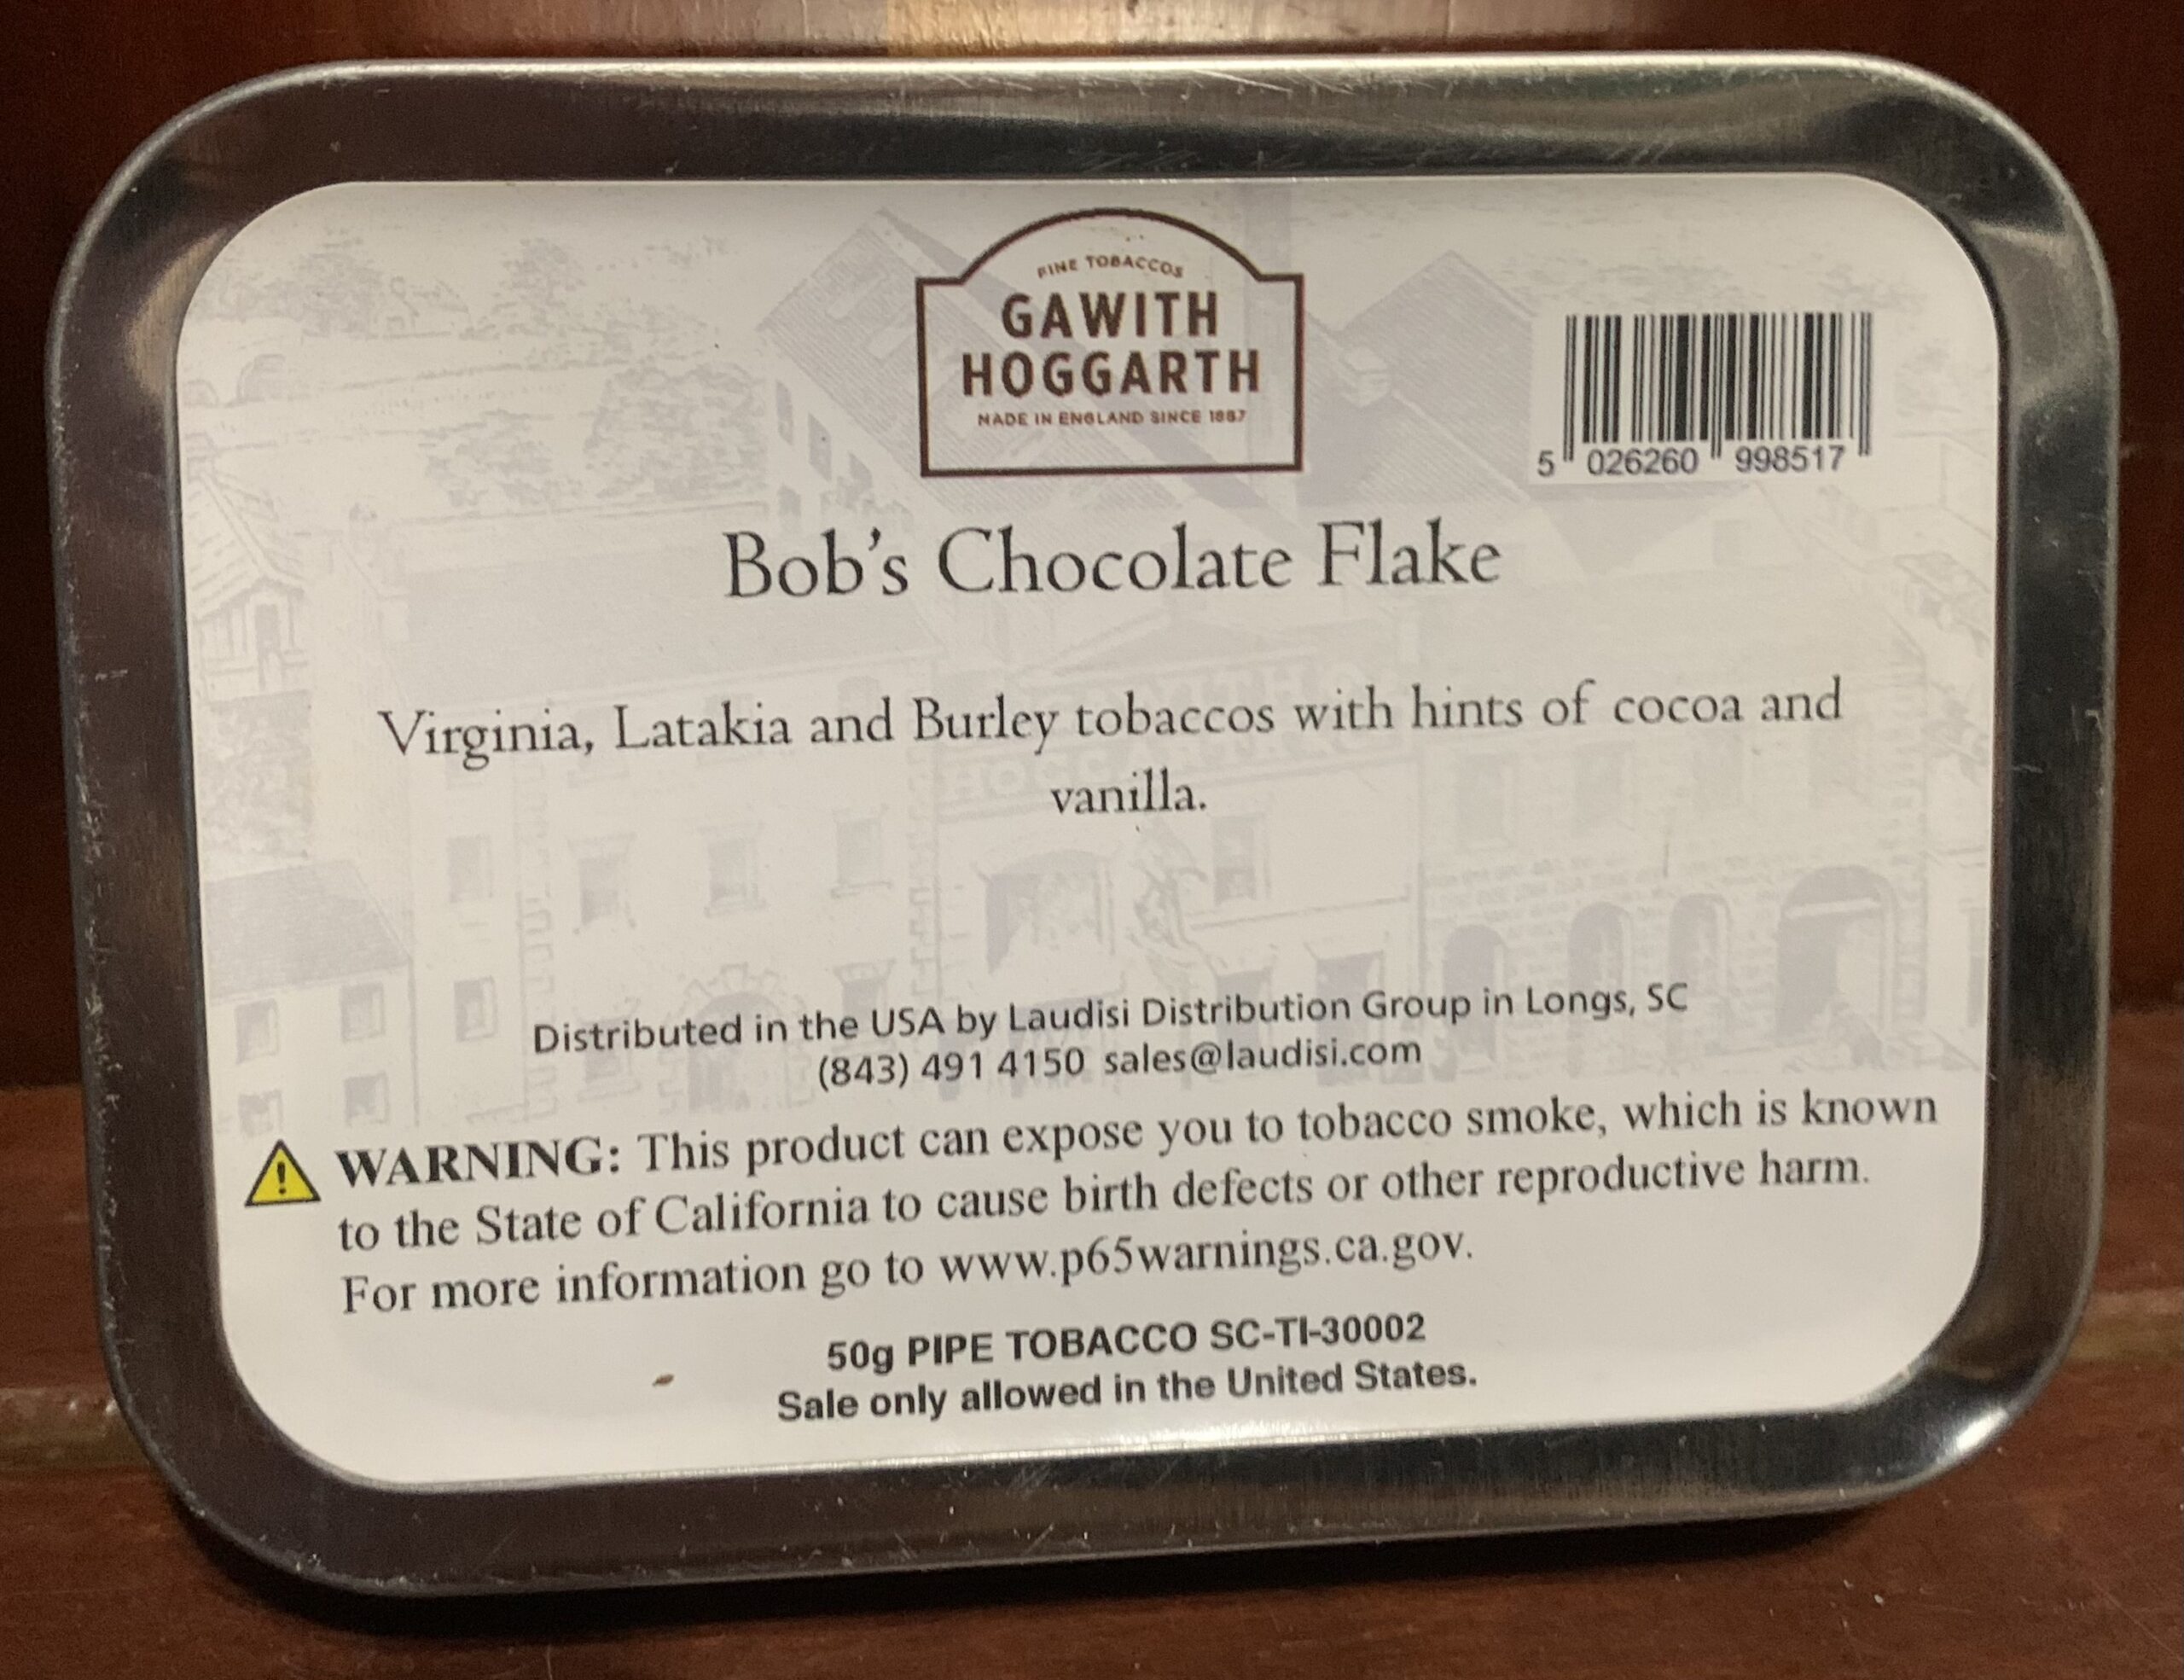 FINE TOBACCOS
GAWITH
HOGGARTH
MADE IN ENGLAND SINCE 1887
5 026260 998517
Bob's Chocolate Flake
Virginia, Latakia and Burley tobaccos with hints of cocoa and
vanilla.
Distributed in the USA by Laudisi Distribution Group in Longs, SC
(843) 491 4150 sales@laudisi.com
WARNING: This product can expose you to tobacco smoke, which is known
to the State of California to cause birth defects or other reproductive harm.
For more information go to www.p65warnings.ca.gov.
50g PIPE TOBACCO SC-TI-30002
Sale only allowed in the United States.